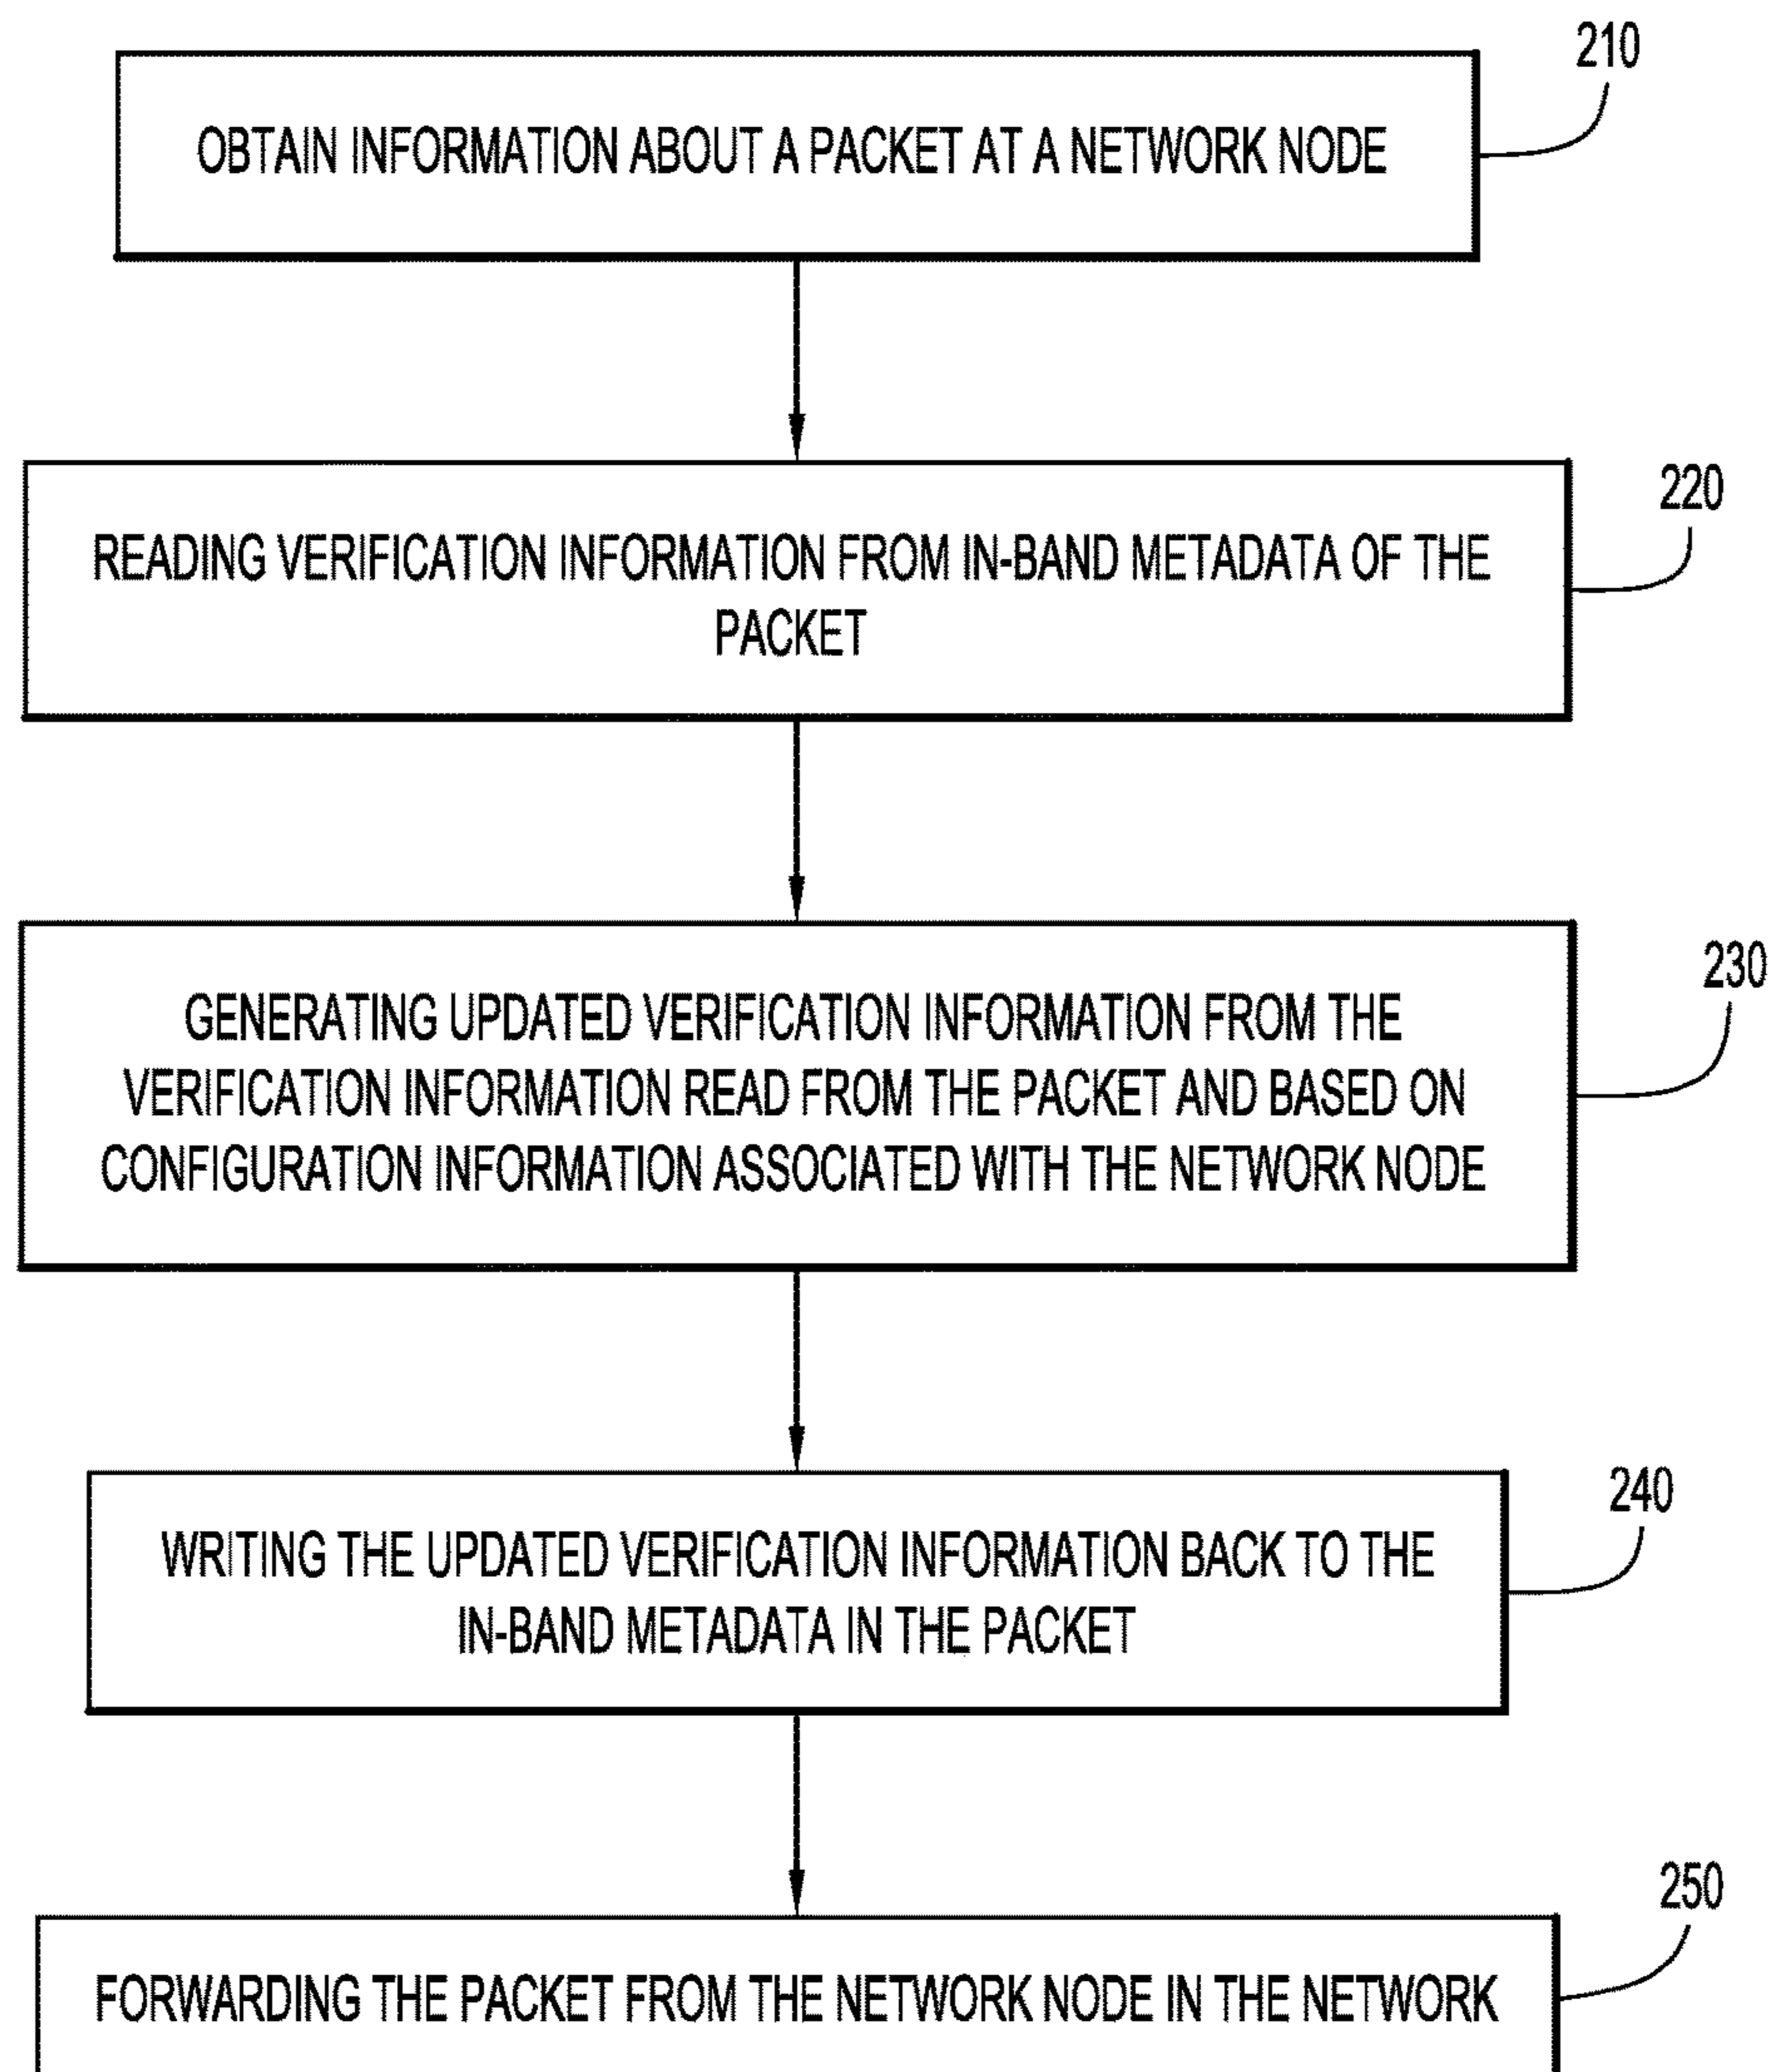 210
OBTAIN INFORMATION ABOUT A PACKET AT A NETWORK NODE
220
READING VERIFICATION INFORMATION FROM IN-BAND METADATA OF THE
PACKET
230
GENERATING UPDATED VERIFICATION INFORMATION FROM THE
VERIFICATION INFORMATION READ FROM THE PACKET AND BASED ON
CONFIGURATION INFORMATION ASSOCIATED WITH THE NETWORK NODE
240
WRITING THE UPDATED VERIFICATION INFORMATION BACK TO THE
IN-BAND METADATA IN THE PACKET
250
FORWARDING THE PACKET FROM THE NETWORK NODE IN THE NETWORK